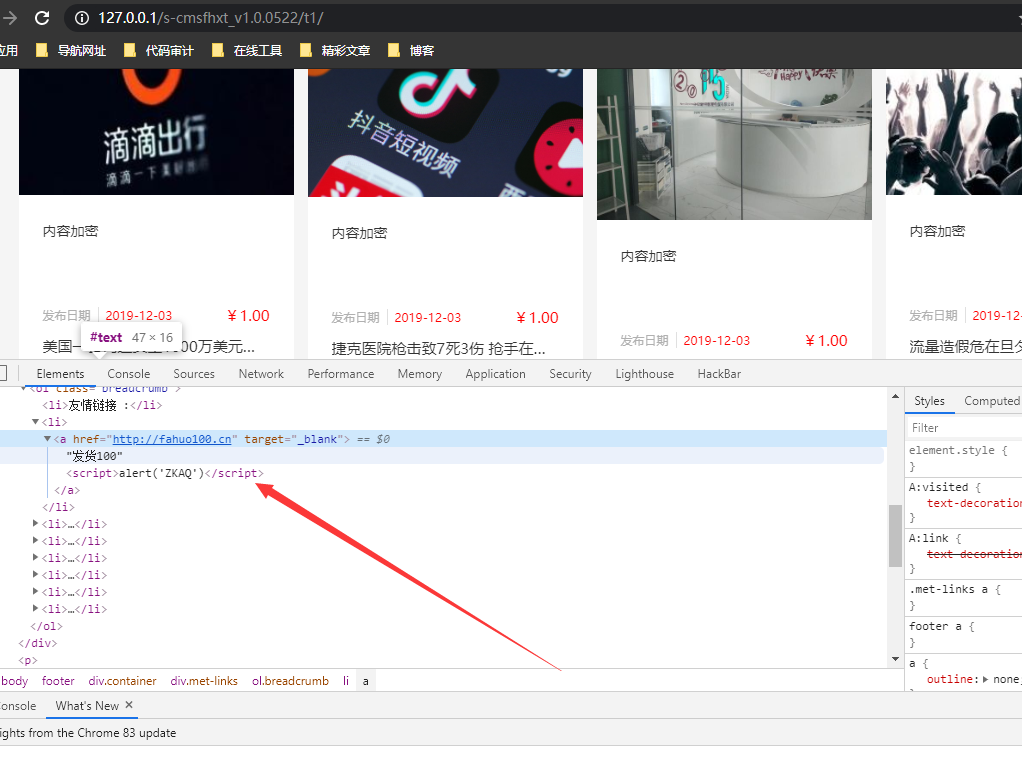 127.0.0.1/s-cmsfhxt_v1.0.0522/t1/
应用 导航网址 代码审计 在线工具 精彩文章 博客
滴滴出行
滴滴一下 美好出行
抖音短视频
Happy
内容加密
内容加密
内容加密
内容加密
发布日期 2019-12-03 ¥ 1.00
发布日期 2019-12-03 ¥ 1.00
发布日期 2019-12-03 ¥ 1.00
发布日期 2019-12-
#text 47 × 16
美国一 00万美元...
捷克医院枪击致7死3伤 抢手在...
流量造假危在旦夕
Elements Console Sources Network Performance Memory Application Security Lighthouse HackBar
<ol class="breadcrumb">
<li>友情链接 :</li>
<li>
<a href="http://fahuo100.cn" target="_blank"> == $0
"发货100"
<script>alert('ZKAQ')</script>
</a>
</li>
<li>…</li>
<li>…</li>
<li>…</li>
<li>…</li>
<li>…</li>
<li>…</li>
</ol>
</div>
<p>
Styles Computed
Filter
element.style {
}
A:visited {
text-decoration
}
A:link {
text-decoration
}
.met-links a {
}
footer a {
}
a {
outline: none;
body footer div.container div.met-links ol.breadcrumb li a
onsole What's New ×
ights from the Chrome 83 update